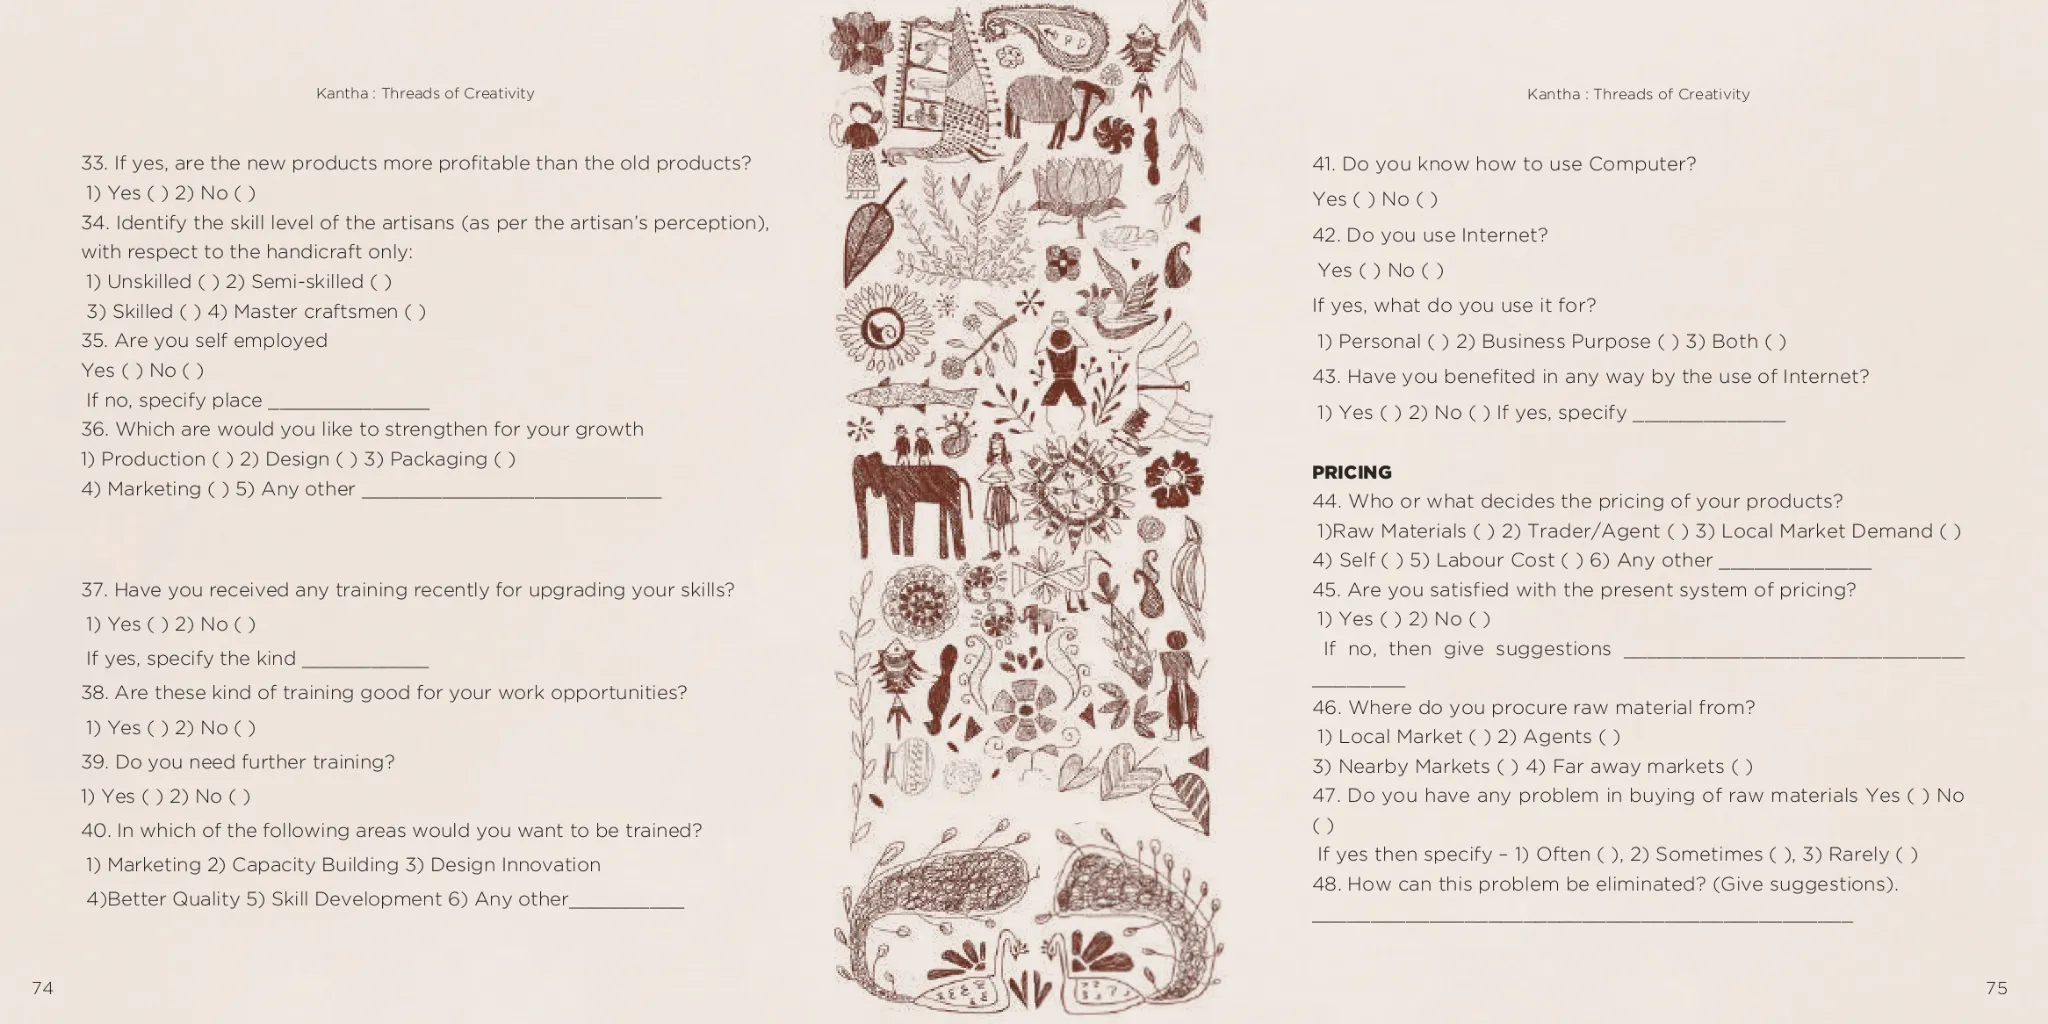 Kantha : Threads of Creativity
33. If yes, are the new products more profitable than the old products?
1) Yes ( ) 2) No ( )
34. Identify the skill level of the artisans (as per the artisan's perception),
with respect to the handicraft only:
1) Unskilled ( ) 2) Semi-skilled ( )
3) Skilled ( ) 4) Master craftsmen ( )
35. Are you self employed
Yes ( ) No ( )
If no, specify place ______________
36. Which are would you like to strengthen for your growth
1) Production ( ) 2) Design ( ) 3) Packaging ( )
4) Marketing ( ) 5) Any other __________________________
37. Have you received any training recently for upgrading your skills?
1) Yes ( ) 2) No ( )
If yes, specify the kind ___________
38. Are these kind of training good for your work opportunities?
1) Yes ( ) 2) No ( )
39. Do you need further training?
1) Yes ( ) 2) No ( )
40. In which of the following areas would you want to be trained?
1) Marketing 2) Capacity Building 3) Design Innovation
4)Better Quality 5) Skill Development 6) Any other__________
74
Kantha : Threads of Creativity
41. Do you know how to use Computer?
Yes ( ) No ( )
42. Do you use Internet?
Yes ( ) No ( )
If yes, what do you use it for?
1) Personal ( ) 2) Business Purpose ( ) 3) Both ( )
43. Have you benefited in any way by the use of Internet?
1) Yes ( ) 2) No ( ) If yes, specify _____________
PRICING
44. Who or what decides the pricing of your products?
1)Raw Materials ( ) 2) Trader/Agent ( ) 3) Local Market Demand ( )
4) Self ( ) 5) Labour Cost ( ) 6) Any other _____________
45. Are you satisfied with the present system of pricing?
1) Yes ( ) 2) No ( )
If no, then give suggestions _____________________________
________
46. Where do you procure raw material from?
1) Local Market ( ) 2) Agents ( )
3) Nearby Markets ( ) 4) Far away markets ( )
47. Do you have any problem in buying of raw materials Yes ( ) No
( )
If yes then specify – 1) Often ( ), 2) Sometimes ( ), 3) Rarely ( )
48. How can this problem be eliminated? (Give suggestions).
______________________________________________
75